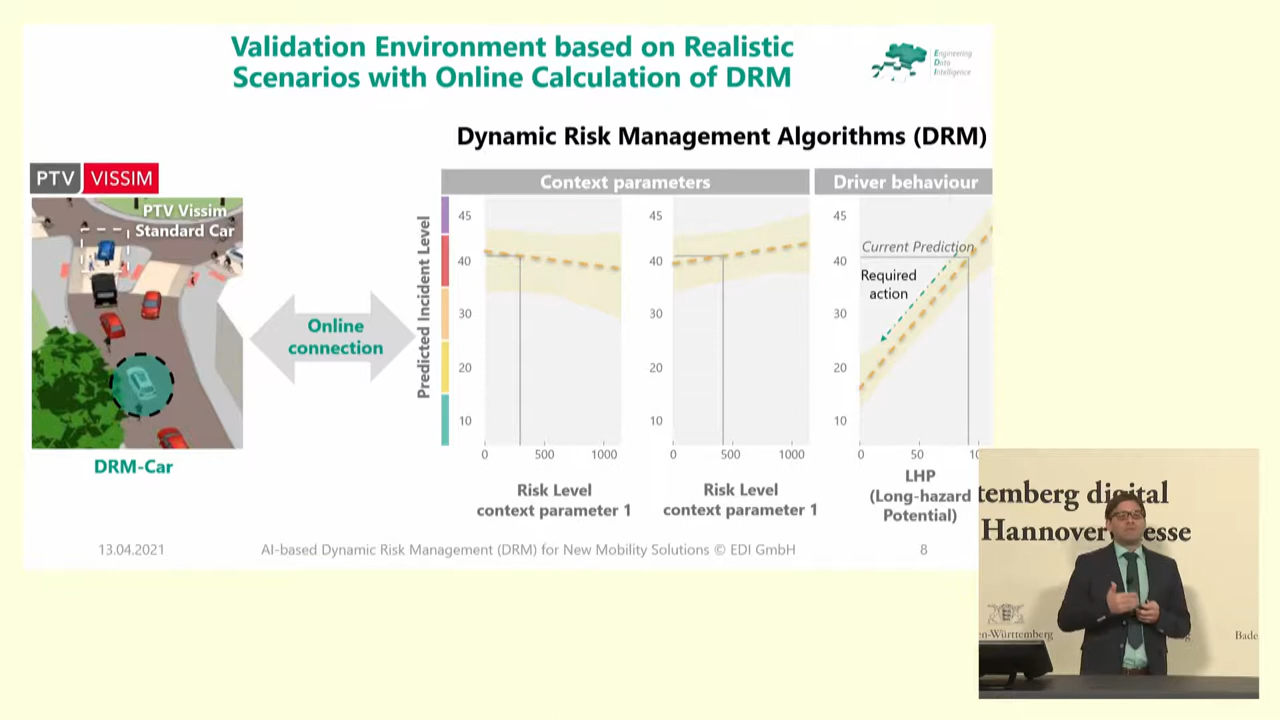 Validation Environment based on Realistic
Scenarios with Online Calculation of DRM
Engineering
Data
Intelligence
Dynamic Risk Management Algorithms (DRM)
PTV VISSIM
PTV Vissim
Standard Car
DRM-Car
Online
connection
Context parameters
Driver behaviour
Predicted Incident Level
45
40
30
20
10
0
500
1000
Risk Level
context parameter 1
45
40
30
20
10
0
500
1000
Risk Level
context parameter 1
45
40
30
20
10
Current Prediction
Required
action
0
50
10
LHP
(Long-hazard
Potential)
13.04.2021
AI-based Dynamic Risk Management (DRM) for New Mobility Solutions © EDI GmbH
8
temberg digital
Hannover esse
n-Württemberg
Bade